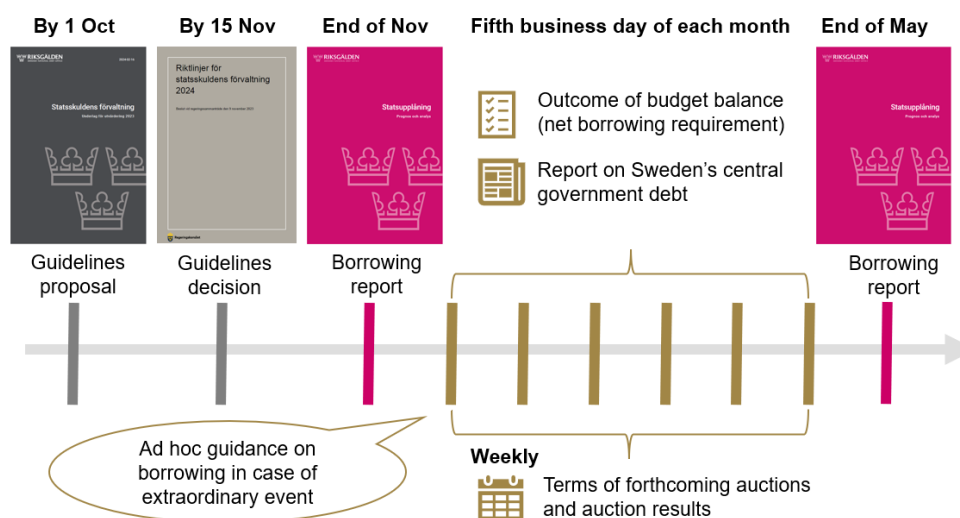 By 1 Oct
By 15 Nov
End of Nov
Fifth business day of each month
End of May
RIKSGÄLDEN
Statsskuldens förvaltning
Riktlinjer för
statsskuldens förvaltning
2024
RIKSGÄLDEN
Statsupplåning
Prognos och analys
Outcome of budget balance
(net borrowing requirement)
Report on Sweden's central
government debt
RIKSGÄLDEN
Statsupplåning
Prognos och analys
Guidelines
proposal
Guidelines
decision
Borrowing
report
Borrowing
report
Ad hoc guidance on
borrowing in case of
extraordinary event
Weekly
Terms of forthcoming auctions
and auction results